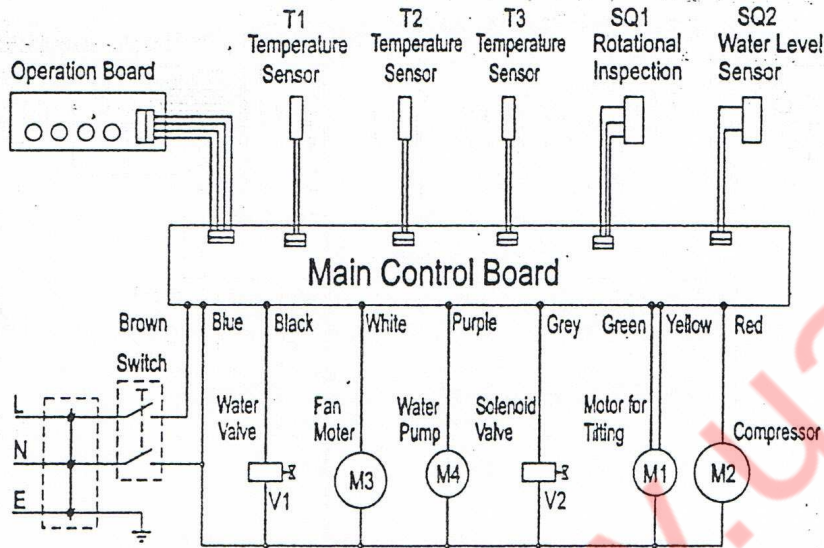 T1
Temperature
Sensor
T2
Temperature
Sensor
T3
Temperature
Sensor
SQ1
Rotational
Inspection
SQ2
Water Level
Sensor
Operation Board
Main Control Board
Brown
Blue
Black
White
Purple
Grey
Green
Yellow
Red
Switch
L
N
E
Water
Valve
V1
Fan
Moter
M3
Water
Pump
M4
Solenoid
Valve
V2
Motor for
Tilting
M1
Compressor
M2